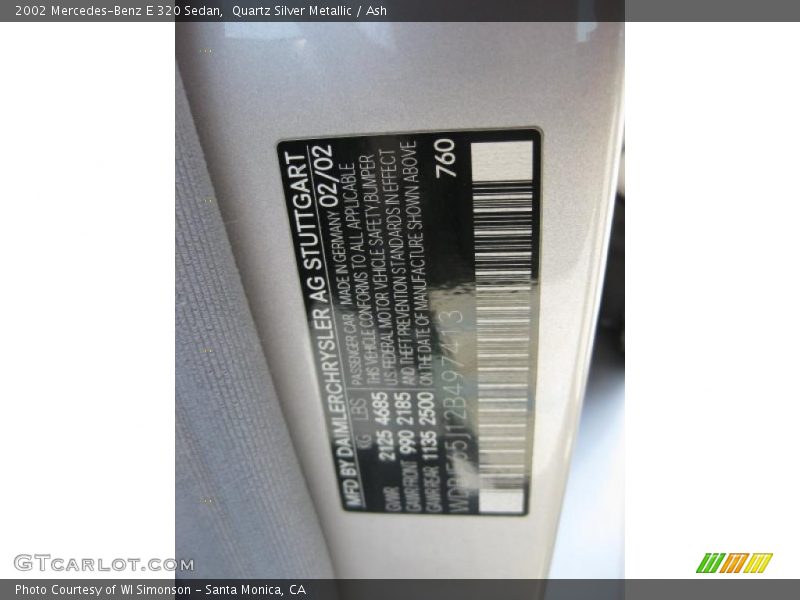 2002 Mercedes-Benz E 320 Sedan,  Quartz Silver Metallic / Ash
MFD BY DAIMLERCHRYSLER AG STUTTGART
KG LBS PASSENGER CAR MADE IN GERMANY 02/02
GVWR 2125 4685 THIS VEHICLE CONFORMS TO ALL APPLICABLE
GAWR FRONT 990 2185 U.S. FEDERAL MOTOR VEHICLE SAFETY, BUMPER
GAWR REAR 1135 2500 AND THEFT PREVENTION STANDARDS IN EFFECT
ON THE DATE OF MANUFACTURE SHOWN ABOVE
WDBJF65J12B497413
760
GTcarlot.com
Photo Courtesy of WI Simonson - Santa Monica, CA